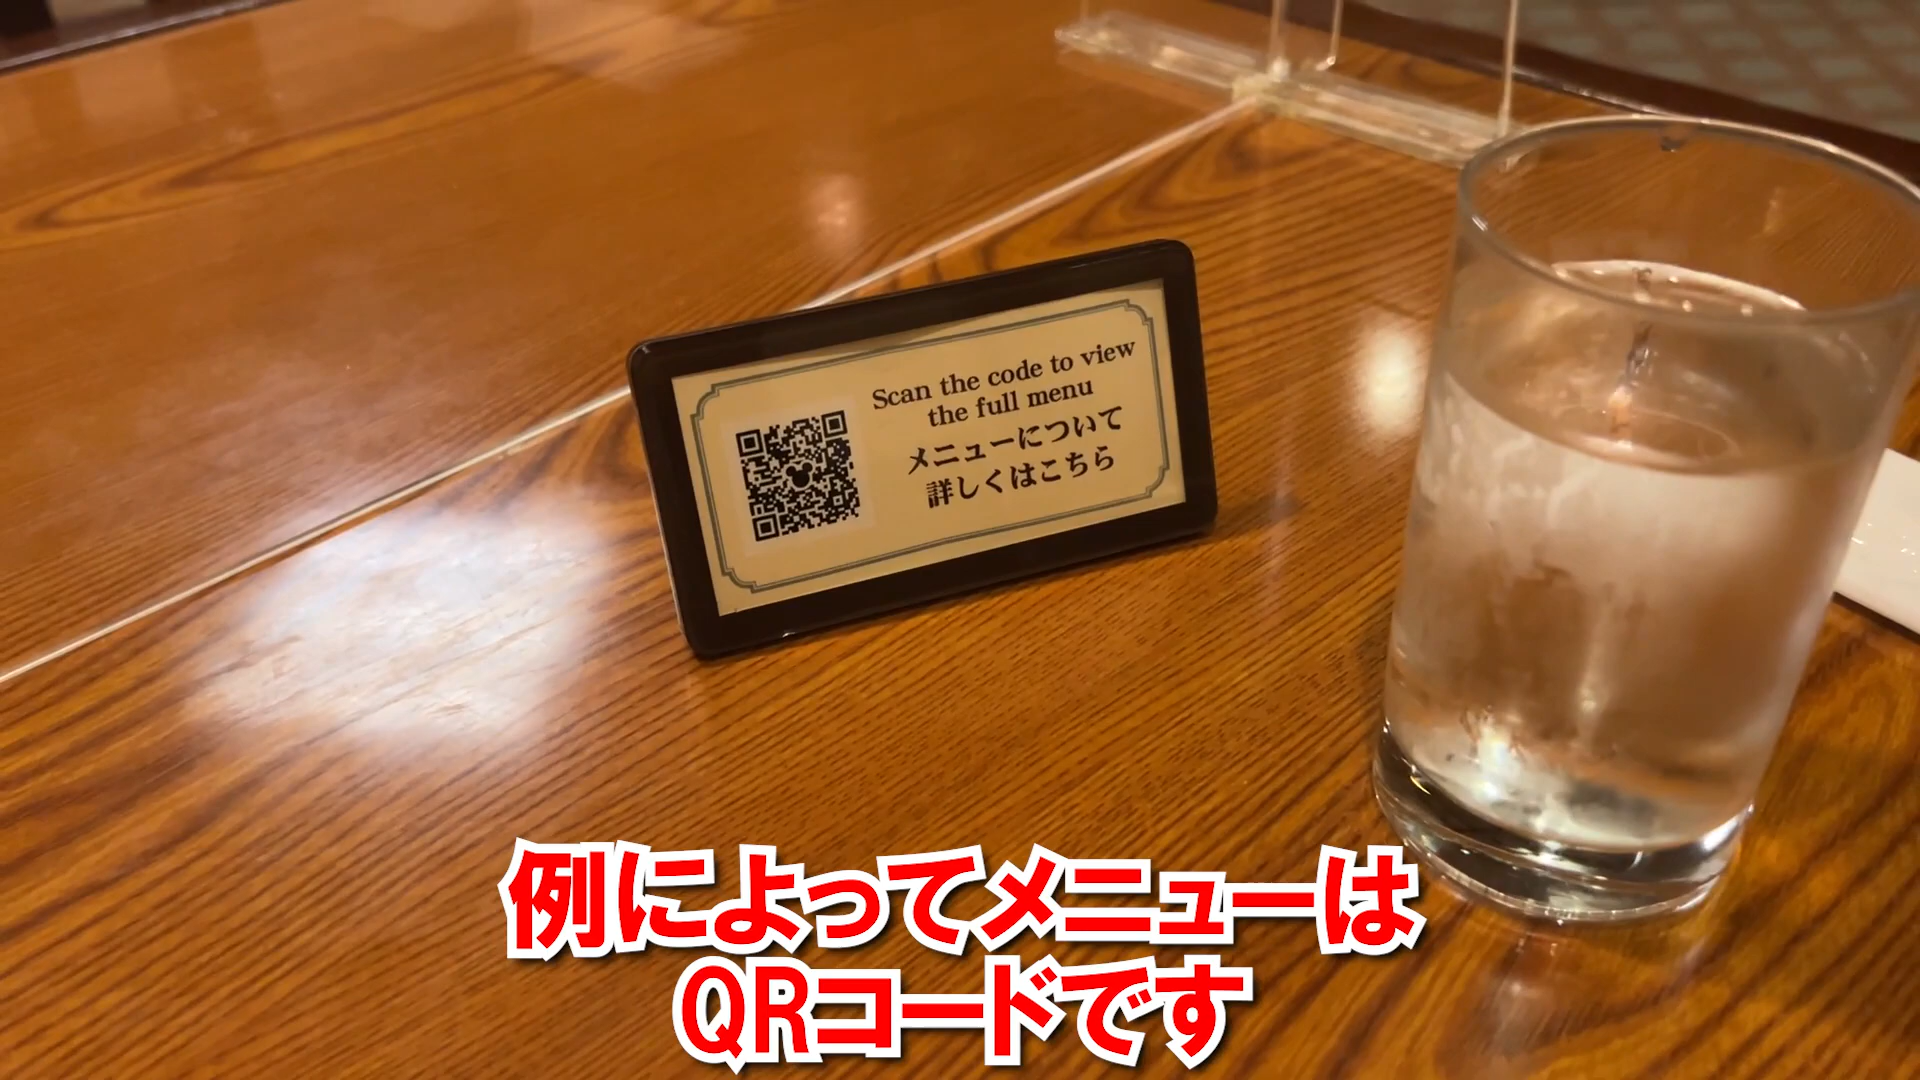 Scan the code to view
the full menu
メニューについて
詳しくはこちら
例によってメニューは
QRコードです